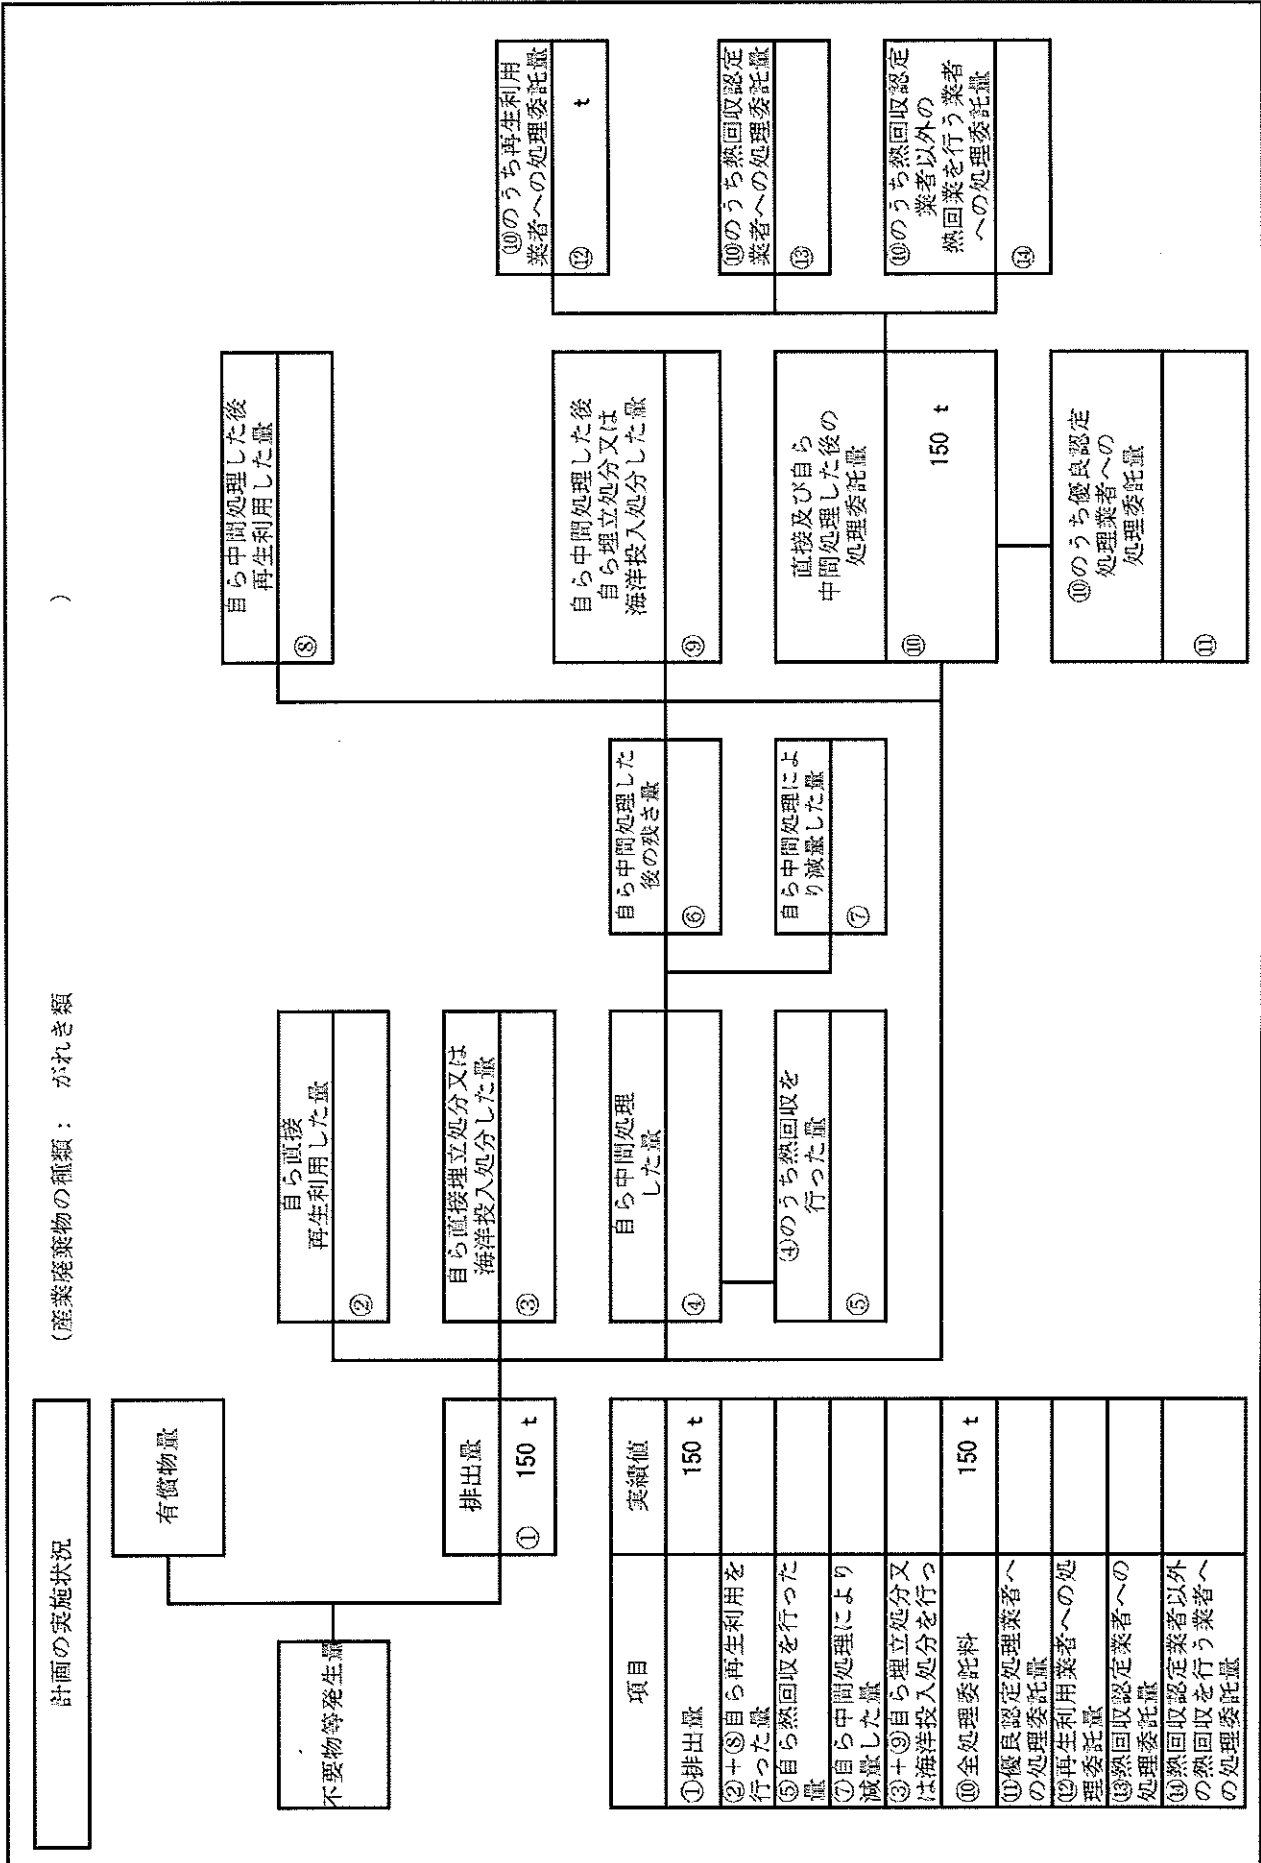 計画の実施状況
(産業廃棄物の種類： がれき類 )
不要物等発生量
有償物量
排出量
① 150 t
自ら直接
再生利用した量
②
自ら直接埋立処分又は
海洋投入処分した量
③
自ら中間処理
した量
④
④のうち熱回収を
行った量
⑤
自ら中間処理した
後の残さ量
⑥
自ら中間処理によ
り減量した量
⑦
自ら中間処理した後
再生利用した量
⑧
自ら中間処理した後
自ら埋立処分又は
海洋投入処分した量
⑨
直接及び自ら
中間処理した後の
処理委託量
⑩ 150 t
⑩のうち優良認定
処理業者への
処理委託量
⑪
⑩のうち再生利用
業者への処理委託量
⑫ t
⑩のうち熱回収認定
業者への処理委託量
⑬
⑩のうち熱回収認定
業者以外の
熱回業を行う業者
への処理委託量
⑭
項目 実績値
①排出量 150 t
②＋⑧自ら再生利用を
行った量
⑤自ら熱回収を行った
量
⑦自ら中間処理により
減量した量
③＋⑨自ら埋立処分又
は海洋投入処分を行っ
⑩全処理委託料 150 t
⑪優良認定処理業者へ
の処理委託量
⑫再生利用業者への処
理委託量
⑬熱回収認定業者への
処理委託量
⑭熱回収認定業者以外
の熱回収を行う業者へ
の処理委託量